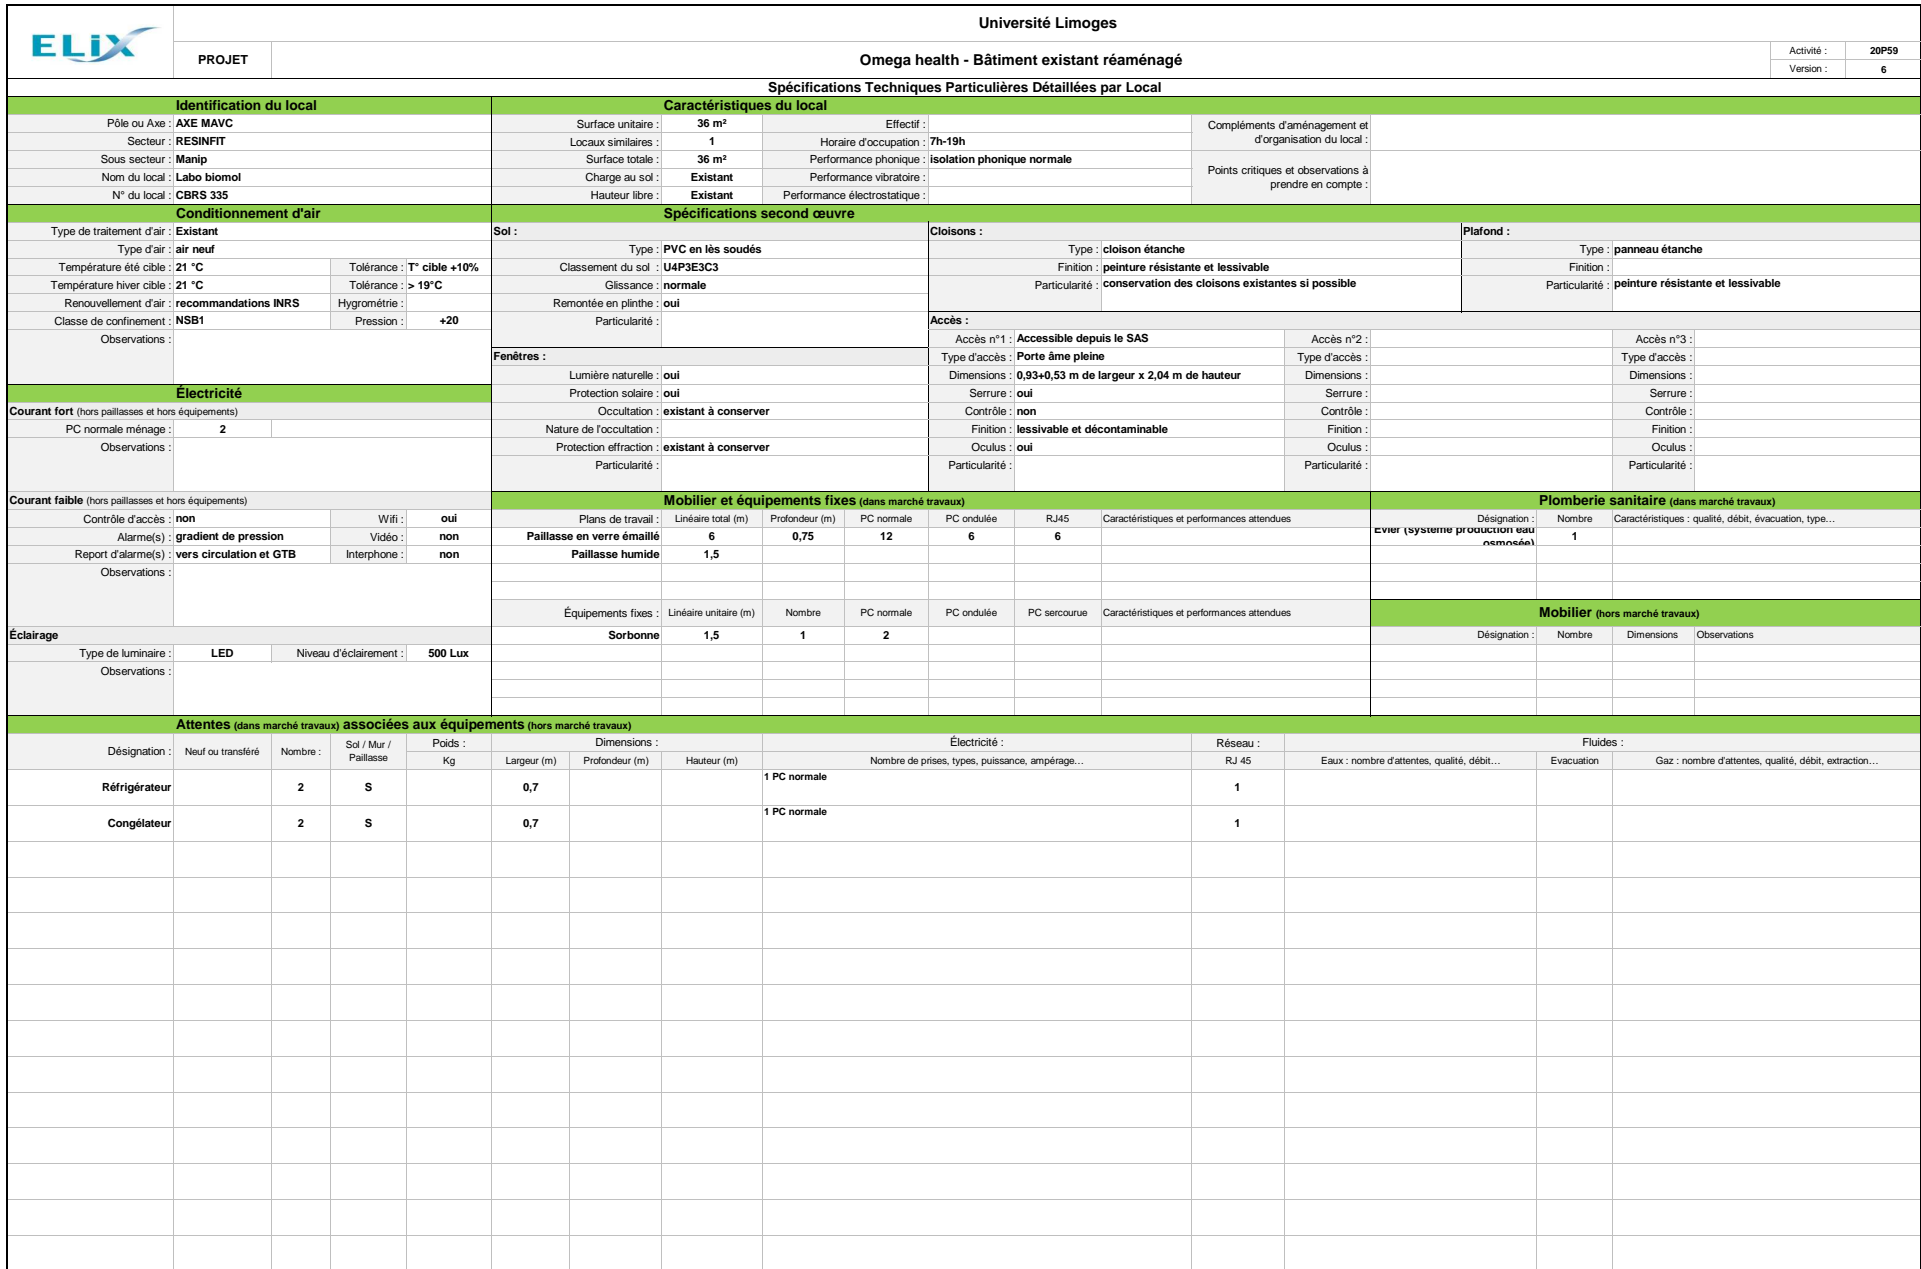 ELiX
Université Limoges
PROJET
Omega health - Bâtiment existant réaménagé
Activité : 20P59
Version : 6
Spécifications Techniques Particulières Détaillées par Local
Identification du local
Pôle ou Axe : AXE MAVC
Secteur : RESINFIT
Sous secteur : Manip
Nom du local : Labo biomol
N° du local : CBRS 335
Caractéristiques du local
Surface unitaire : 36 m² Effectif :
Locaux similaires : 1 Horaire d'occupation : 7h-19h
Surface totale : 36 m² Performance phonique : isolation phonique normale
Charge au sol : Existant Performance vibratoire :
Hauteur libre : Existant Performance électrostatique :
Compléments d'aménagement et
d'organisation du local :
Points critiques et observations à
prendre en compte :
Conditionnement d'air
Type de traitement d'air : Existant
Type d'air : air neuf
Température été cible : 21 °C Tolérance : T° cible +10%
Température hiver cible : 21 °C Tolérance : > 19°C
Renouvellement d'air : recommandations INRS Hygrométrie :
Classe de confinement : NSB1 Pression : +20
Observations :
Spécifications second œuvre
Sol :
Type : PVC en lès soudés
Classement du sol : U4P3E3C3
Glissance : normale
Remontée en plinthe : oui
Particularité :
Cloisons :
Type : cloison étanche
Finition : peinture résistante et lessivable
Particularité : conservation des cloisons existantes si possible
Plafond :
Type : panneau étanche
Finition :
Particularité : peinture résistante et lessivable
Fenêtres :
Lumière naturelle : oui
Protection solaire : oui
Occultation : existant à conserver
Nature de l'occultation :
Protection effraction : existant à conserver
Particularité :
Accès :
Accès n°1 : Accessible depuis le SAS Accès n°2 : Accès n°3 :
Type d'accès : Porte âme pleine Type d'accès : Type d'accès :
Dimensions : 0,93+0,53 m de largeur x 2,04 m de hauteur Dimensions : Dimensions :
Serrure : oui Serrure : Serrure :
Contrôle : non Contrôle : Contrôle :
Finition : lessivable et décontaminable Finition : Finition :
Oculus : oui Oculus : Oculus :
Particularité : Particularité : Particularité :
Électricité
Courant fort (hors paillasses et hors équipements)
PC normale ménage : 2
Observations :
Courant faible (hors paillasses et hors équipements)
Contrôle d'accès : non Wifi : oui
Alarme(s) : gradient de pression Vidéo : non
Report d'alarme(s) : vers circulation et GTB Interphone : non
Observations :
Éclairage
Type de luminaire : LED Niveau d'éclairement : 500 Lux
Observations :
Mobilier et équipements fixes (dans marché travaux)
Plans de travail : Linéaire total (m) Profondeur (m) PC normale PC ondulée RJ45 Caractéristiques et performances attendues
Paillasse en verre émaillé 6 0,75 12 6 6
Paillasse humide 1,5
Équipements fixes : Linéaire unitaire (m) Nombre PC normale PC ondulée PC sercourue Caractéristiques et performances attendues
Sorbonne 1,5 1 2
Plomberie sanitaire (dans marché travaux)
Désignation : Nombre Caractéristiques : qualité, débit, évacuation, type…
Evier (système production eau
osmosée) 1
Mobilier (hors marché travaux)
Désignation : Nombre Dimensions Observations
Attentes (dans marché travaux) associées aux équipements (hors marché travaux)
Désignation : Neuf ou transféré Nombre : Sol / Mur / Paillasse Poids : Dimensions : Électricité : Réseau : Fluides :
Kg Largeur (m) Profondeur (m) Hauteur (m) Nombre de prises, types, puissance, ampérage… RJ 45 Eaux : nombre d'attentes, qualité, débit… Evacuation Gaz : nombre d'attentes, qualité, débit, extraction…
Réfrigérateur 2 S 0,7 1 PC normale 1
Congélateur 2 S 0,7 1 PC normale 1